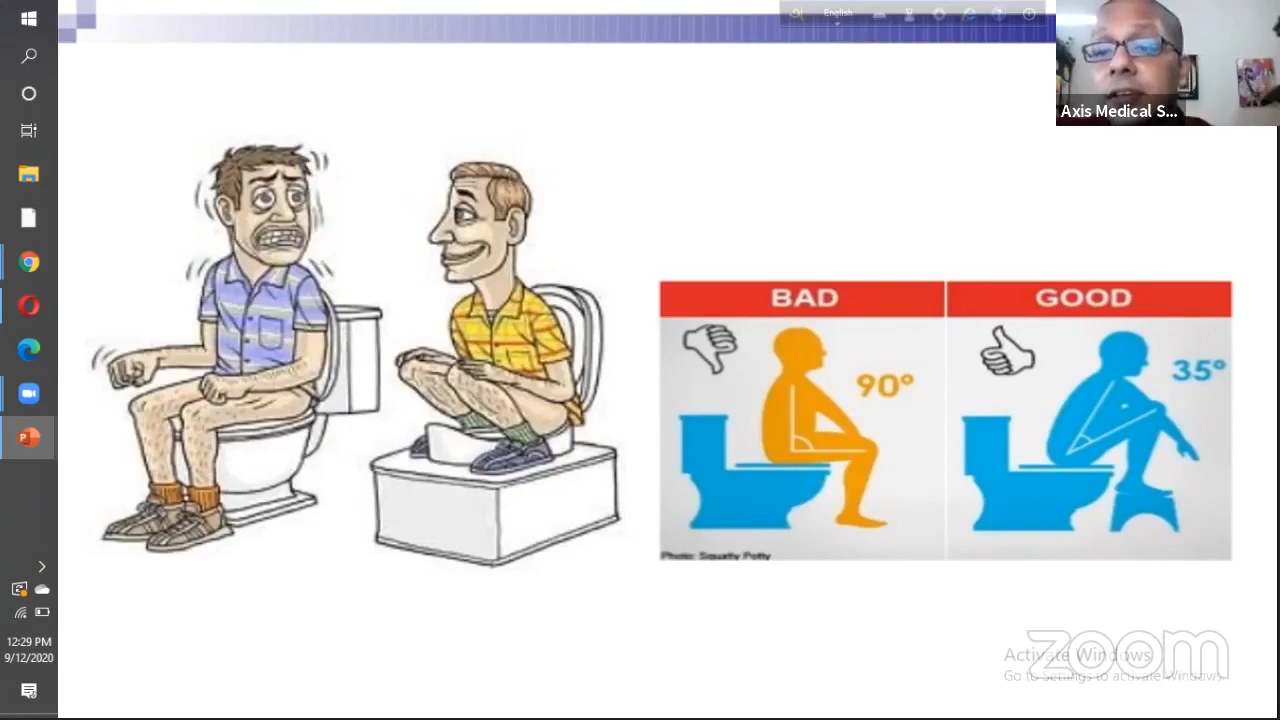 English
Axis Medical S...
BAD
GOOD
90°
35°
Photo: Squatty Potty
12:29 PM
9/12/2020
zoom
Activate Windows
Go to Settings to activate Windows.